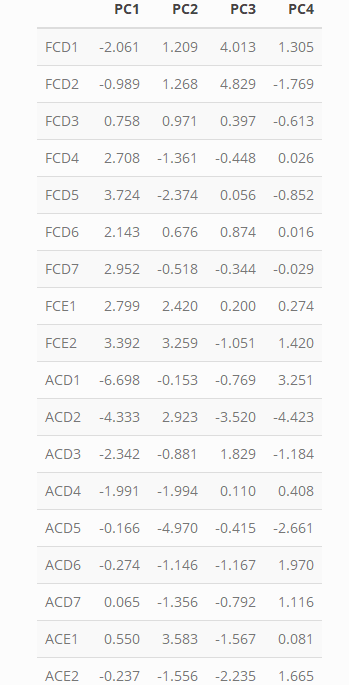 PC1 PC2 PC3 PC4
FCD1 -2.061 1.209 4.013 1.305
FCD2 -0.989 1.268 4.829 -1.769
FCD3 0.758 0.971 0.397 -0.613
FCD4 2.708 -1.361 -0.448 0.026
FCD5 3.724 -2.374 0.056 -0.852
FCD6 2.143 0.676 0.874 0.016
FCD7 2.952 -0.518 -0.344 -0.029
FCE1 2.799 2.420 0.200 0.274
FCE2 3.392 3.259 -1.051 1.420
ACD1 -6.698 -0.153 -0.769 3.251
ACD2 -4.333 2.923 -3.520 -4.423
ACD3 -2.342 -0.881 1.829 -1.184
ACD4 -1.991 -1.994 0.110 0.408
ACD5 -0.166 -4.970 -0.415 -2.661
ACD6 -0.274 -1.146 -1.167 1.970
ACD7 0.065 -1.356 -0.792 1.116
ACE1 0.550 3.583 -1.567 0.081
ACE2 -0.237 -1.556 -2.235 1.665